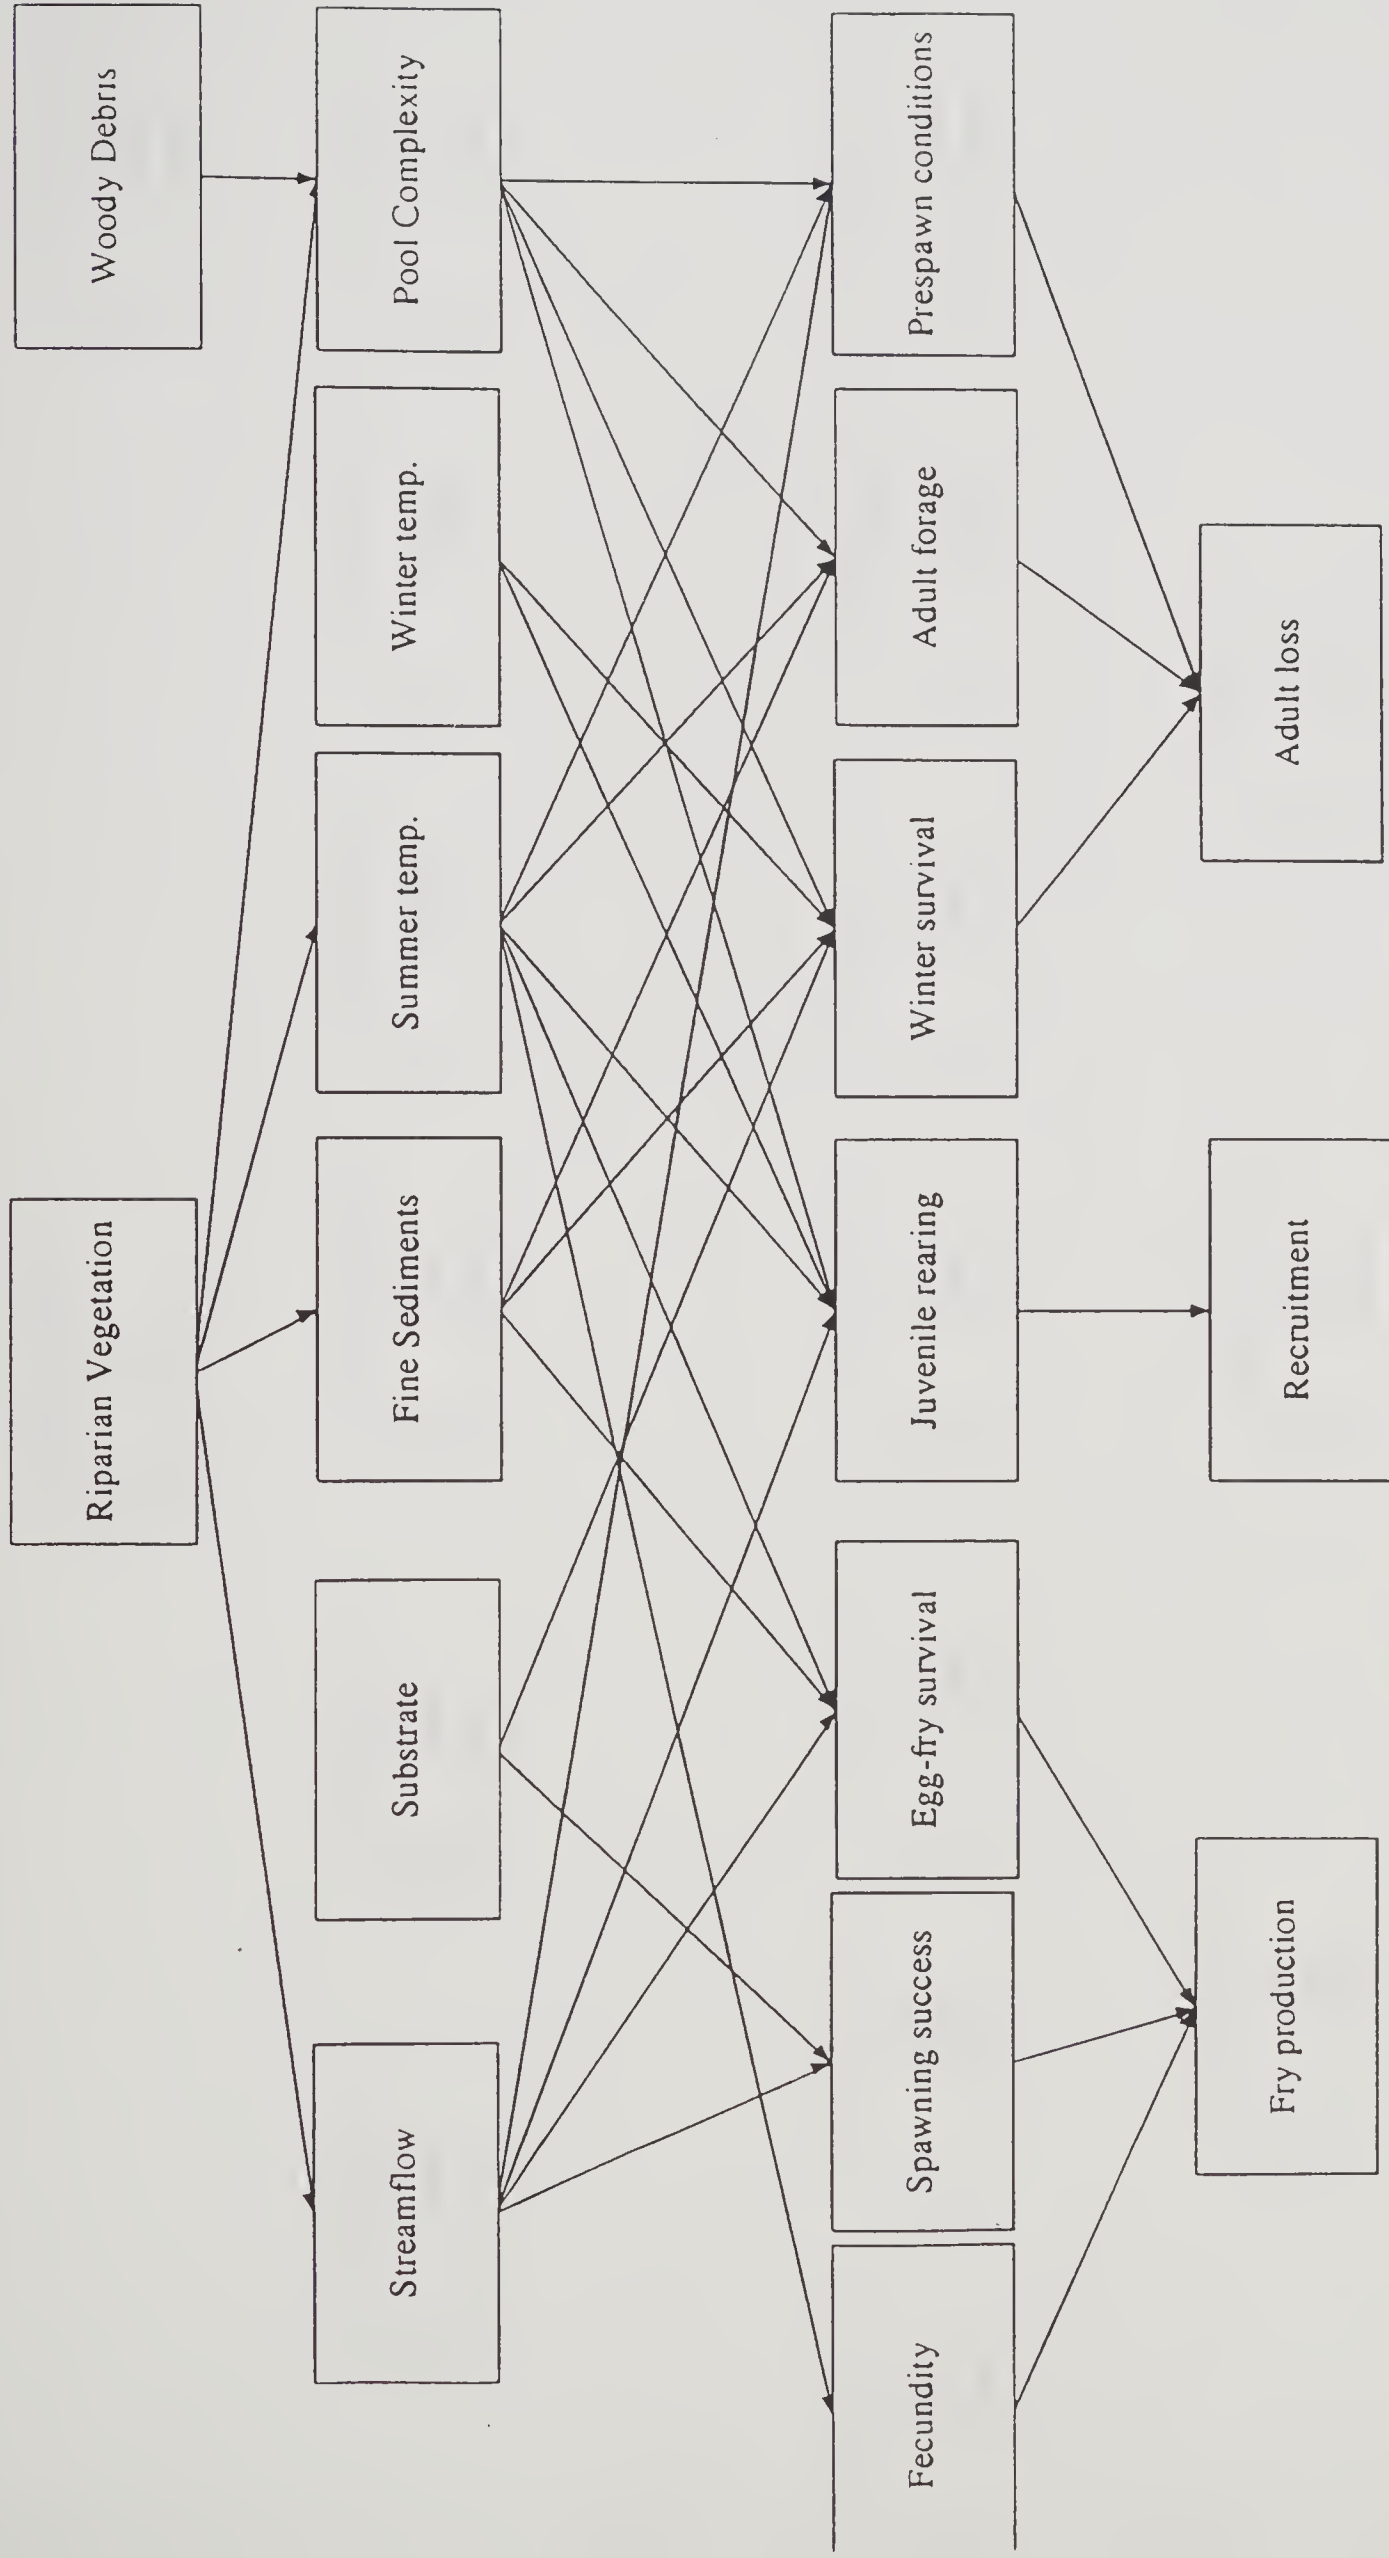 Riparian Vegetation
Woody Debris
Streamflow
Substrate
Fine Sediments
Summer temp.
Winter temp.
Pool Complexity
Fecundity
Spawning success
Egg-fry survival
Juvenile rearing
Winter survival
Adult forage
Prespawn conditions
Fry production
Recruitment
Adult loss